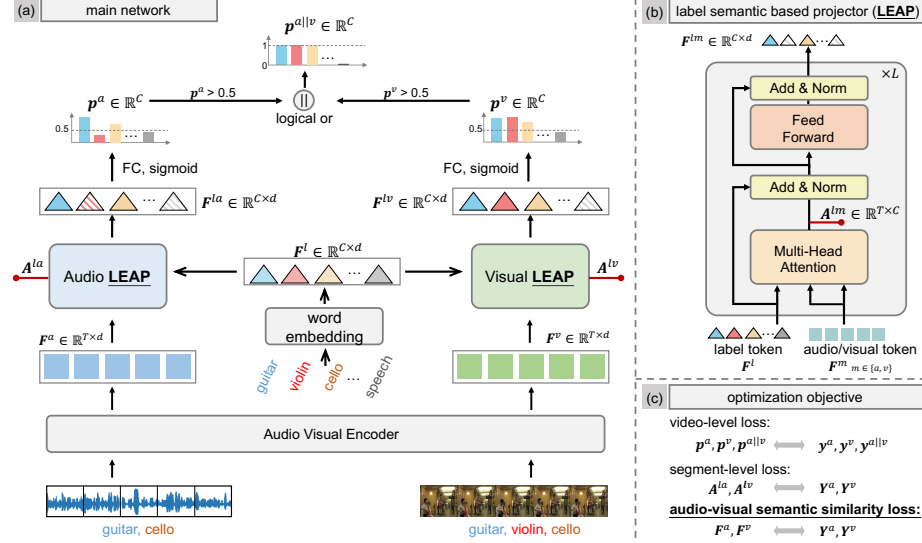 (a) main network
p^{a||v} ∈ ℝ^C
1
0
...
p^a ∈ ℝ^C
p^a > 0.5
||
p^v > 0.5
p^v ∈ ℝ^C
logical or
0.5
...
0.5
...
FC, sigmoid
FC, sigmoid
...
F^{la} ∈ ℝ^{C×d}
F^{lv} ∈ ℝ^{C×d}
...
A^{la}
Audio LEAP
F^l ∈ ℝ^{C×d}
...
Visual LEAP
A^{lv}
word
embedding
F^a ∈ ℝ^{T×d}
F^v ∈ ℝ^{T×d}
guitar
violin
cello
...
speech
Audio Visual Encoder
guitar, cello
guitar, violin, cello
(b) label semantic based projector (LEAP)
F^{lm} ∈ ℝ^{C×d}
...
×L
Add & Norm
Feed
Forward
Add & Norm
A^{lm} ∈ ℝ^{T×C}
Multi-Head
Attention
...
label token
F^l
audio/visual token
F^m m ∈ {a, v}
(c) optimization objective
video-level loss:
p^a, p^v, p^{a||v} y^a, y^v, y^{a||v}
segment-level loss:
A^{la}, A^{lv} Y^a, Y^v
audio-visual semantic similarity loss:
F^a, F^v Y^a, Y^v